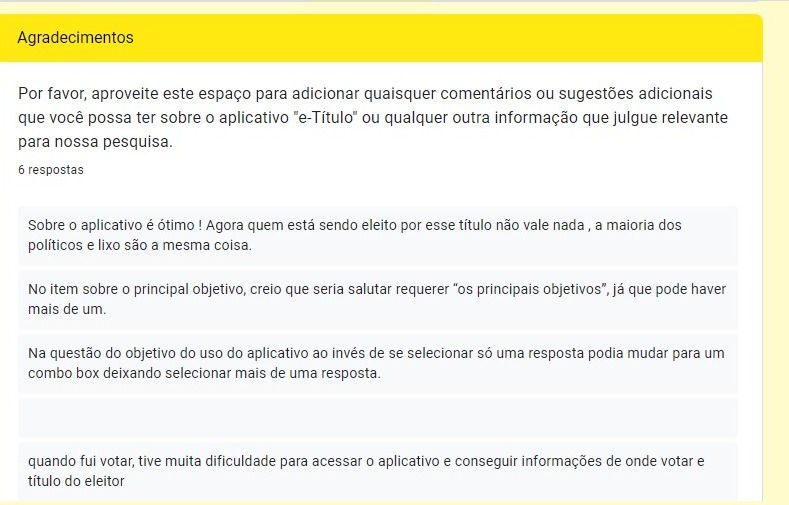 Agradecimentos
Por favor, aproveite este espaço para adicionar quaisquer comentários ou sugestões adicionais
que você possa ter sobre o aplicativo "e-Título" ou qualquer outra informação que julgue relevante
para nossa pesquisa.
6 respostas
Sobre o aplicativo é ótimo ! Agora quem está sendo eleito por esse título não vale nada , a maioria dos
políticos e lixo são a mesma coisa.
No item sobre o principal objetivo, creio que seria salutar requerer “os principais objetivos”, já que pode haver
mais de um.
Na questão do objetivo do uso do aplicativo ao invés de se selecionar só uma resposta podia mudar para um
combo box deixando selecionar mais de uma resposta.
quando fui votar, tive muita dificuldade para acessar o aplicativo e conseguir informações de onde votar e
título do eleitor